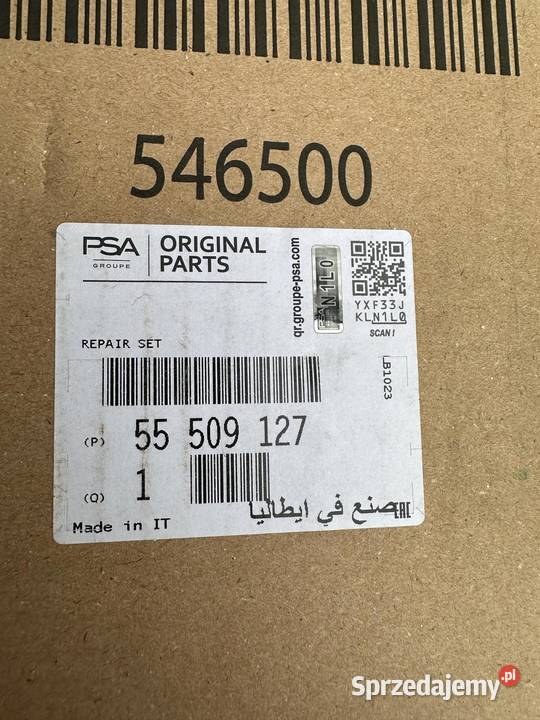 546500
PSA
GROUPE
ORIGINAL
PARTS
qr.groupe-psa.com
N1L0
YXF33J
KLN1L0
SCAN!
REPAIR SET
LB1023
(P) 55 509 127
(Q) 1
صنع في ايطاليا
EAC
Made in IT
Sprzedajemy.pl